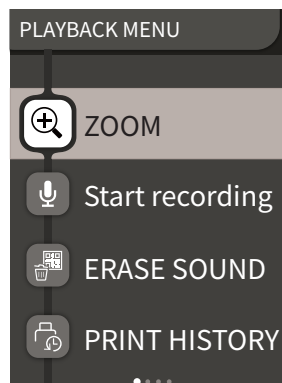 PLAYBACK MENU
ZOOM
Start recording
ERASE SOUND
PRINT HISTORY